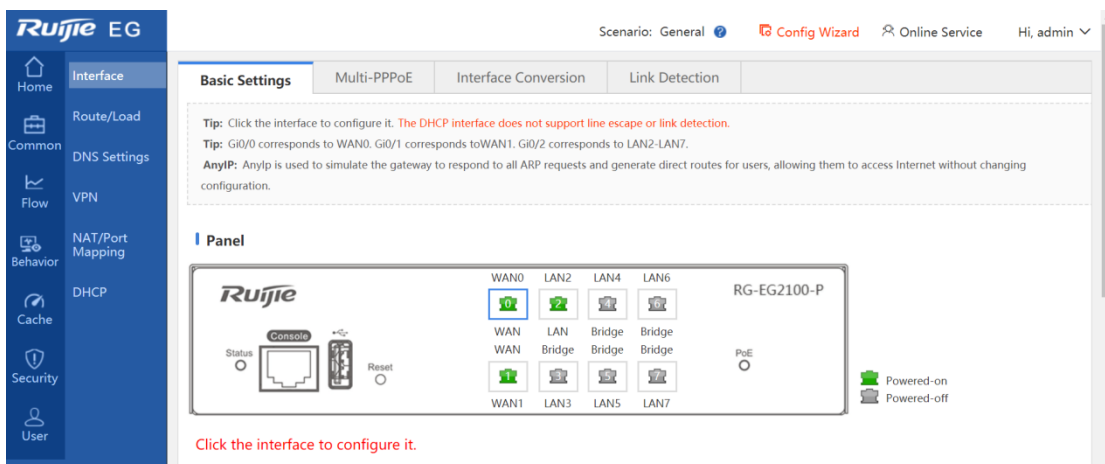 Ruijie EG
Scenario: General ?
Config Wizard
Online Service
Hi, admin
Home
Common
Flow
Behavior
Cache
Security
User
Interface
Route/Load
DNS Settings
VPN
NAT/Port
Mapping
DHCP
Basic Settings
Multi-PPPoE
Interface Conversion
Link Detection
Tip: Click the interface to configure it. The DHCP interface does not support line escape or link detection.
Tip: Gi0/0 corresponds to WAN0. Gi0/1 corresponds toWAN1. Gi0/2 corresponds to LAN2-LAN7.
AnyIP: AnyIp is used to simulate the gateway to respond to all ARP requests and generate direct routes for users, allowing them to access Internet without changing
configuration.
Panel
Ruijie
Console
Status
Reset
WAN0 LAN2 LAN4 LAN6
0 2 4 6
WAN LAN Bridge Bridge
WAN Bridge Bridge Bridge
1 3 5 7
WAN1 LAN3 LAN5 LAN7
RG-EG2100-P
PoE
Powered-on
Powered-off
Click the interface to configure it.